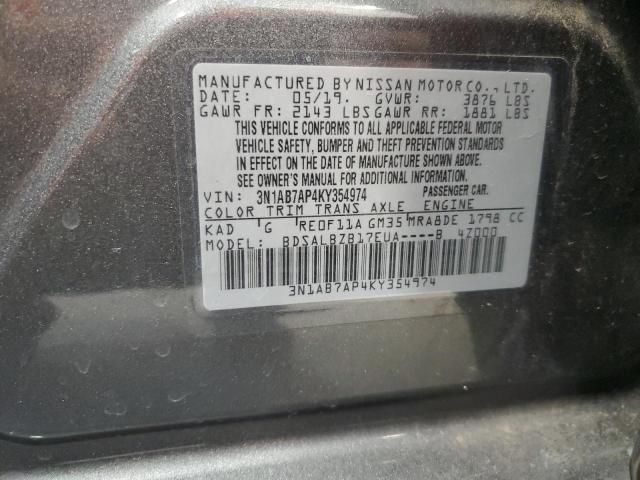 MANUFACTURED BY NISSAN MOTOR CO., LTD.
DATE: 05/19. GVWR: 3876 LBS
GAWR FR: 2143 LBS GAWR RR: 1881 LBS
THIS VEHICLE CONFORMS TO ALL APPLICABLE FEDERAL MOTOR
VEHICLE SAFETY, BUMPER AND THEFT PREVENTION STANDARDS
IN EFFECT ON THE DATE OF MANUFACTURE SHOWN ABOVE.
SEE OWNER'S MANUAL FOR ADDITIONAL INFORMATION.
VIN: 3N1AB7AP4KY354974 PASSENGER CAR.
COLOR TRIM TRANS AXLE ENGINE
KAD G RE0F11A GM35 MRA8DE 1798 CC
MODEL: BDSALBZB17EUA----B 4Z000
3N1AB7AP4KY354974